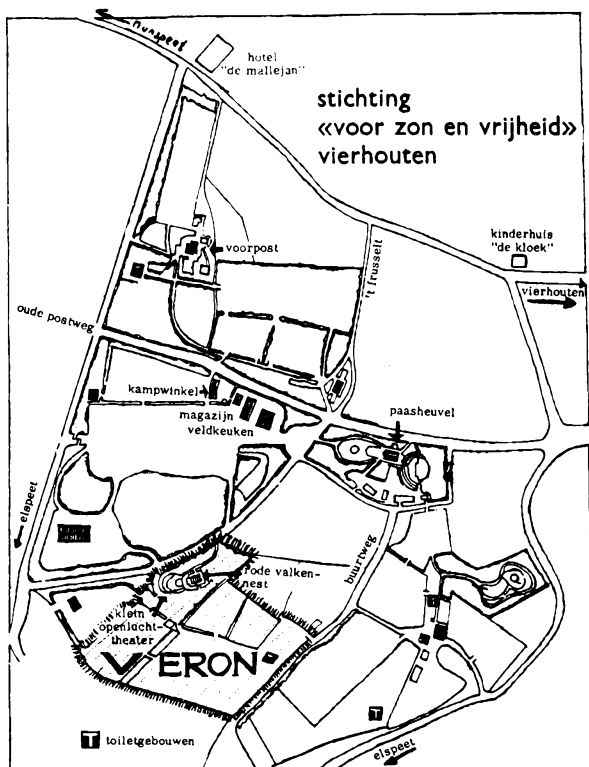 nunspeet
hotel
"de mallejan"
stichting
«voor zon en vrijheid»
vierhouten
kinderhuis
"de kloek"
voorpost
't frusselt
vierhouten
oude postweg
kampwinkel
magazijn
veldkeuken
paasheuvel
elspeet
buurtweg
rode valken-
nest
klein
openlucht-
theater
VERON
T
T toiletgebouwen
elspeet